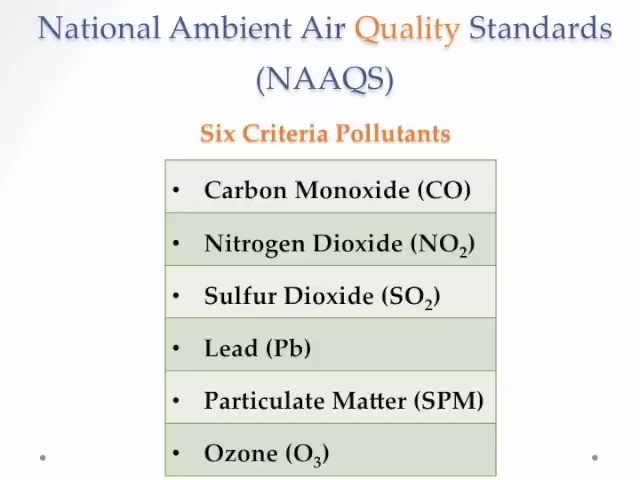 National Ambient Air Quality Standards
(NAAQS)
Six Criteria Pollutants
• Carbon Monoxide (CO)
• Nitrogen Dioxide (NO₂)
• Sulfur Dioxide (SO₂)
• Lead (Pb)
• Particulate Matter (SPM)
• Ozone (O₃)